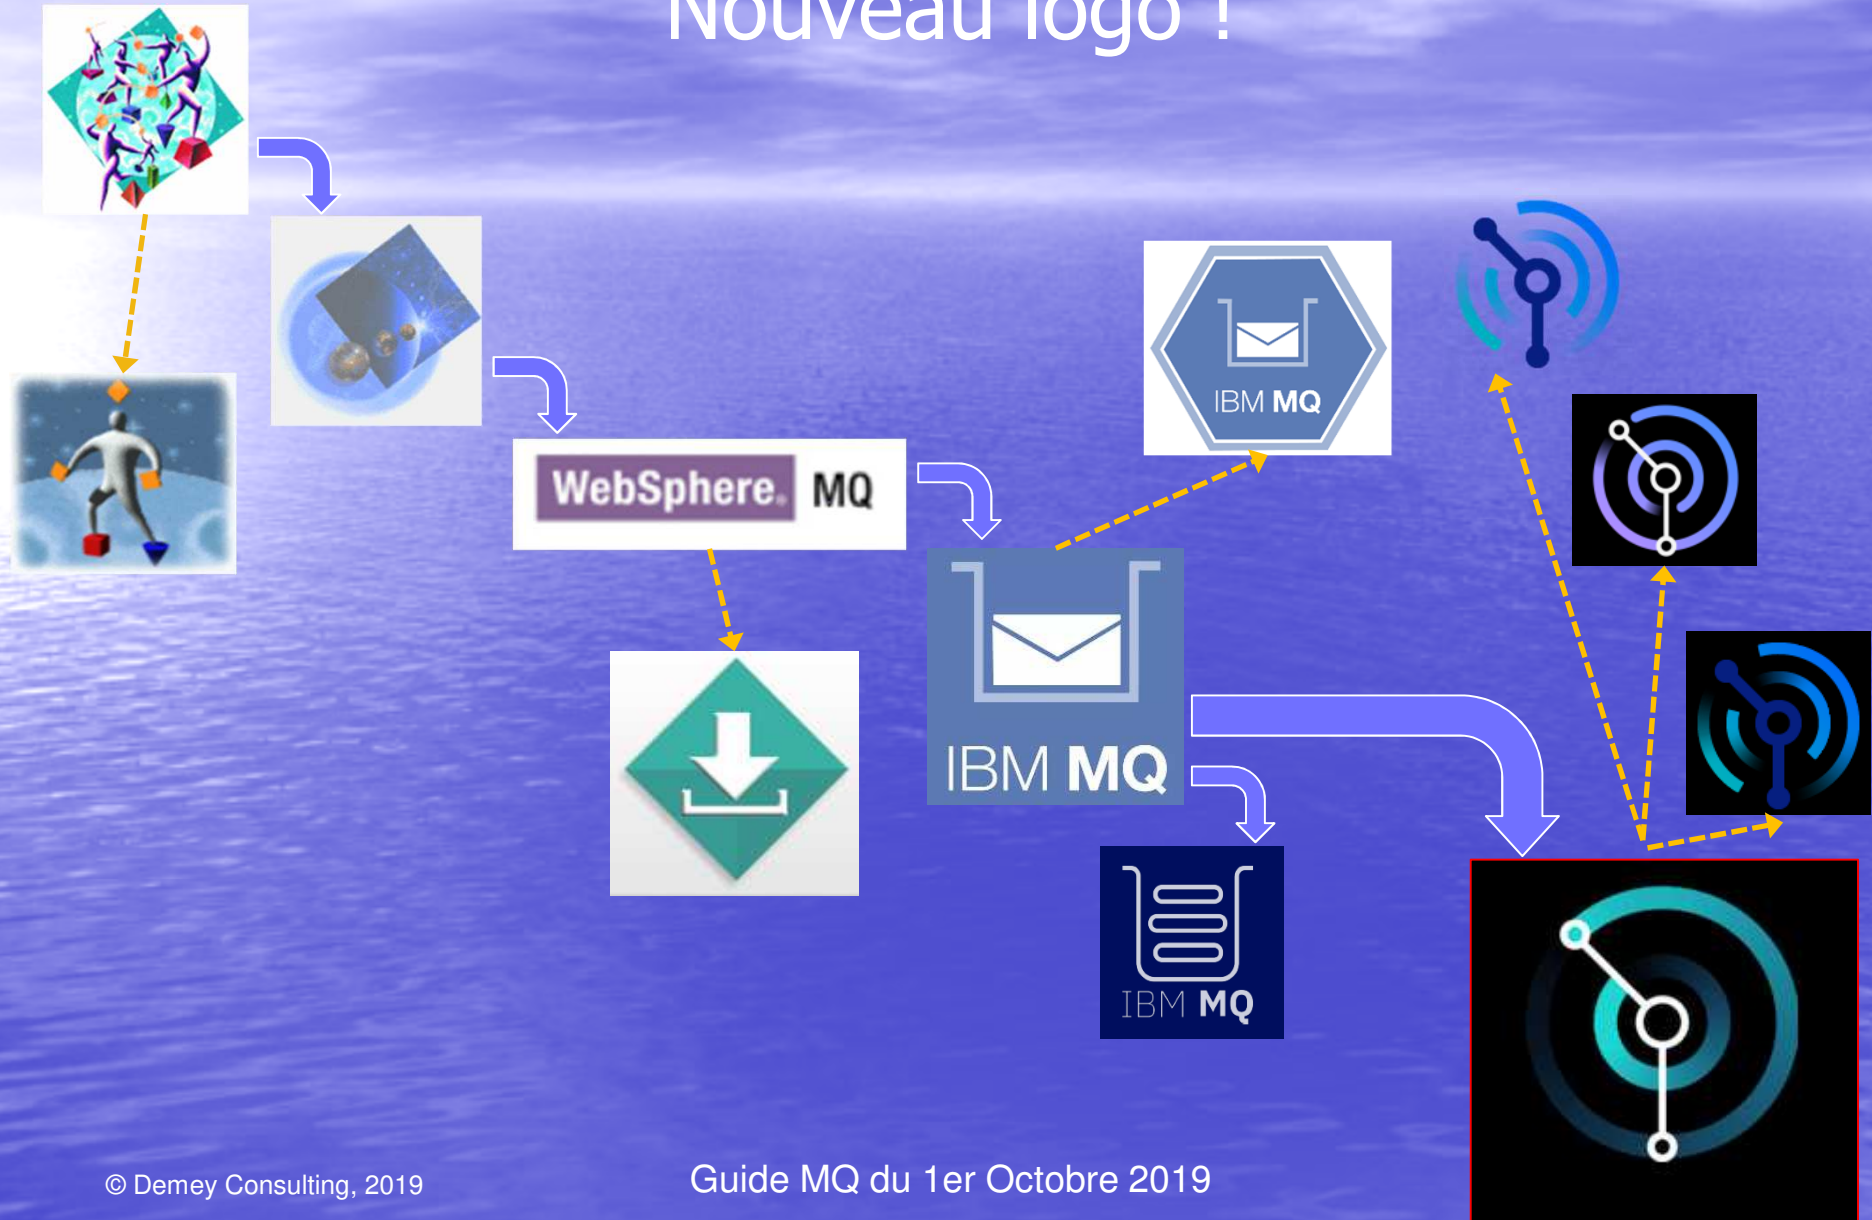 Nouveau logo !
IBM MQ
WebSphere® MQ
IBM MQ
IBM MQ
© Demey Consulting, 2019
Guide MQ du 1er Octobre 2019